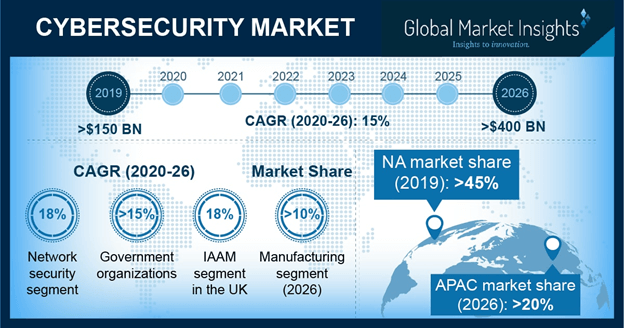 CYBERSECURITY MARKET
Global Market Insights
Insights to innovation.
2019
2020
2021
2022
2023
2024
2025
2026
>$150 BN
CAGR (2020-26): 15%
>$400 BN
CAGR (2020-26)
Market Share
18%
>15%
18%
>10%
Network
security
segment
Government
organizations
IAAM
segment
in the UK
Manufacturing
segment
(2026)
NA market share
(2019): >45%
APAC market share
(2026): >20%